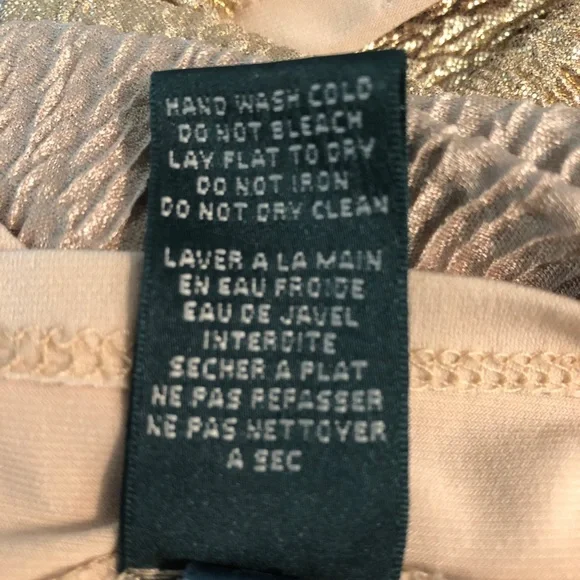 HAND WASH COLD
DO NOT BLEACH
LAY FLAT TO DRY
DO NOT IRON
DO NOT DRY CLEAN
LAVER A LA MAIN
EN EAU FROIDE
EAU DE JAVEL
INTERDITE
SECHER A PLAT
NE PAS REPASSER
NE PAS NETTOYER
A SEC